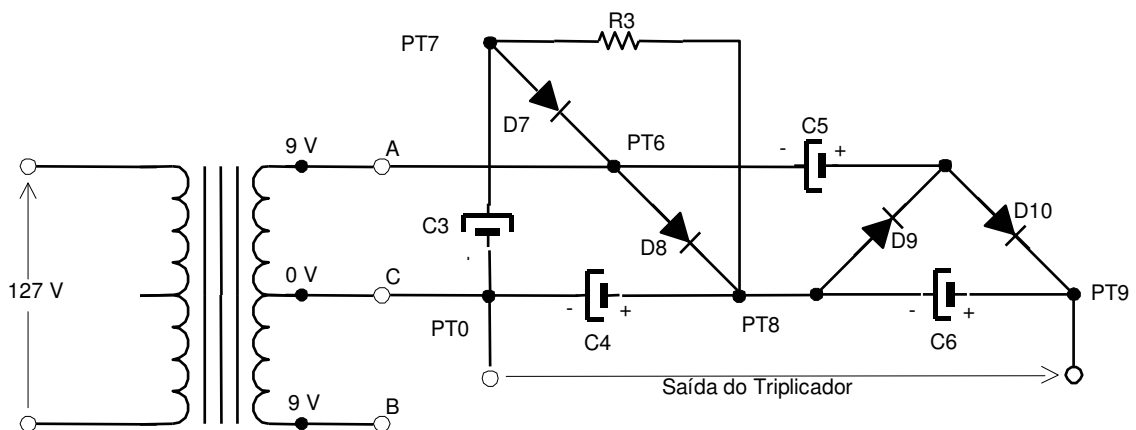 R3
PT7
D7
C5
9 V
A
PT6
- +
C3
D8
D9
D10
-
127 V
0 V
C
PT0
- +
C4
PT8
- +
C6
PT9
Saída do Triplicador
9 V
B